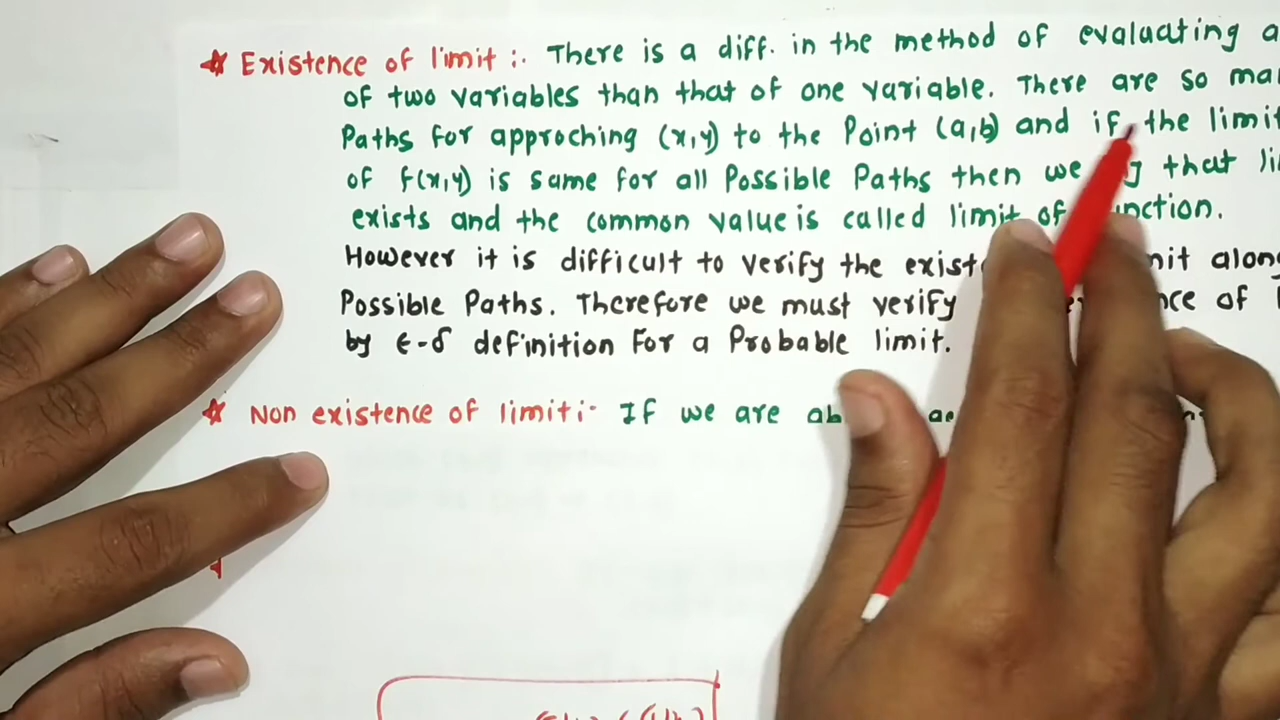 ☆ Existence of limit :- There is a diff. in the method of evaluating a
of two variables than that of one variable. There are so
Paths for approching (x,y) to the Point (a,b) and if the limit
of f(x,y) is same for all Possible Paths then we that
exists and the common value is called limit of
However it is difficult to verify the
Possible Paths. Therefore we must verify of
by ϵ-δ definition for a Probable limit.
☆ Non existence of limit:- If we are